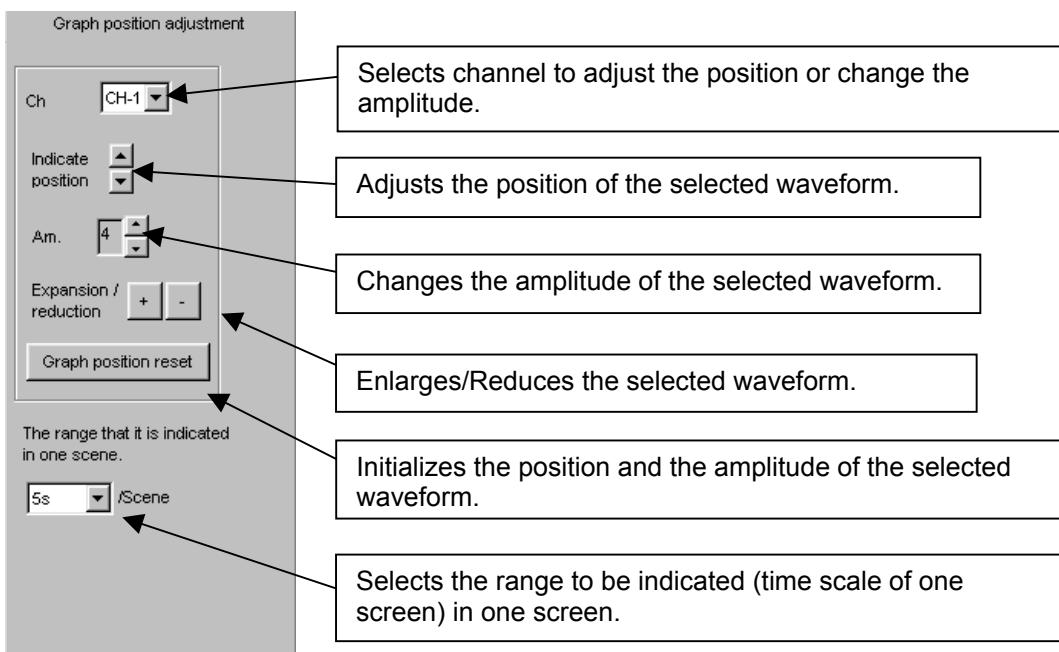 Graph position adjustment
Ch
CH-1
Indicate
position
Am.
4
Expansion /
reduction
+
-
Graph position reset
The range that it is indicated
in one scene.
5s
/Scene
Selects channel to adjust the position or change the
amplitude.
Adjusts the position of the selected waveform.
Changes the amplitude of the selected waveform.
Enlarges/Reduces the selected waveform.
Initializes the position and the amplitude of the selected
waveform.
Selects the range to be indicated (time scale of one
screen) in one screen.